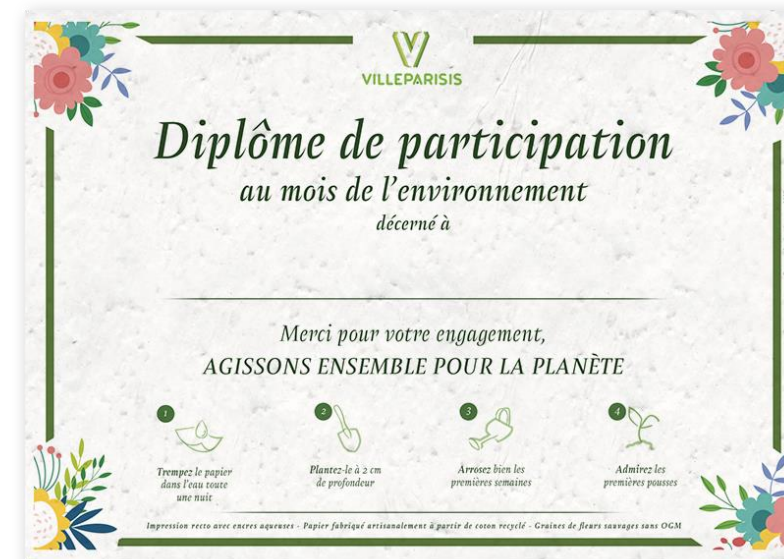 VILLEPARISIS
Diplôme de participation
au mois de l'environnement
décerné à
Merci pour votre engagement,
AGISSONS ENSEMBLE POUR LA PLANÈTE
1
Trempez le papier
dans l'eau toute
une nuit
2
Plantez-le à 2 cm
de profondeur
3
Arrosez bien les
premières semaines
4
Admirez les
premières pousses
Impression recto avec encres aqueuses - Papier fabriqué artisanalement à partir de coton recyclé - Graines de fleurs sauvages sans OGM